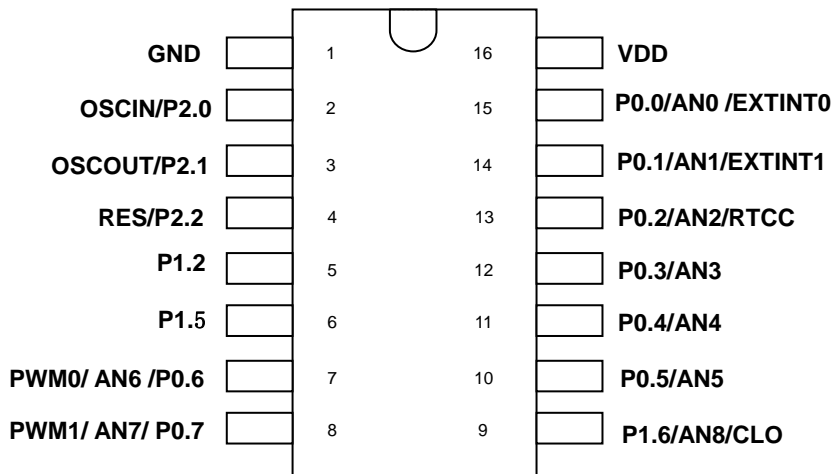 GND 1 16 VDD
OSCIN/P2.0 2 15 P0.0/AN0 /EXTINT0
OSCOUT/P2.1 3 14 P0.1/AN1/EXTINT1
RES/P2.2 4 13 P0.2/AN2/RTCC
P1.2 5 12 P0.3/AN3
P1.5 6 11 P0.4/AN4
PWM0/ AN6 /P0.6 7 10 P0.5/AN5
PWM1/ AN7/ P0.7 8 9 P1.6/AN8/CLO